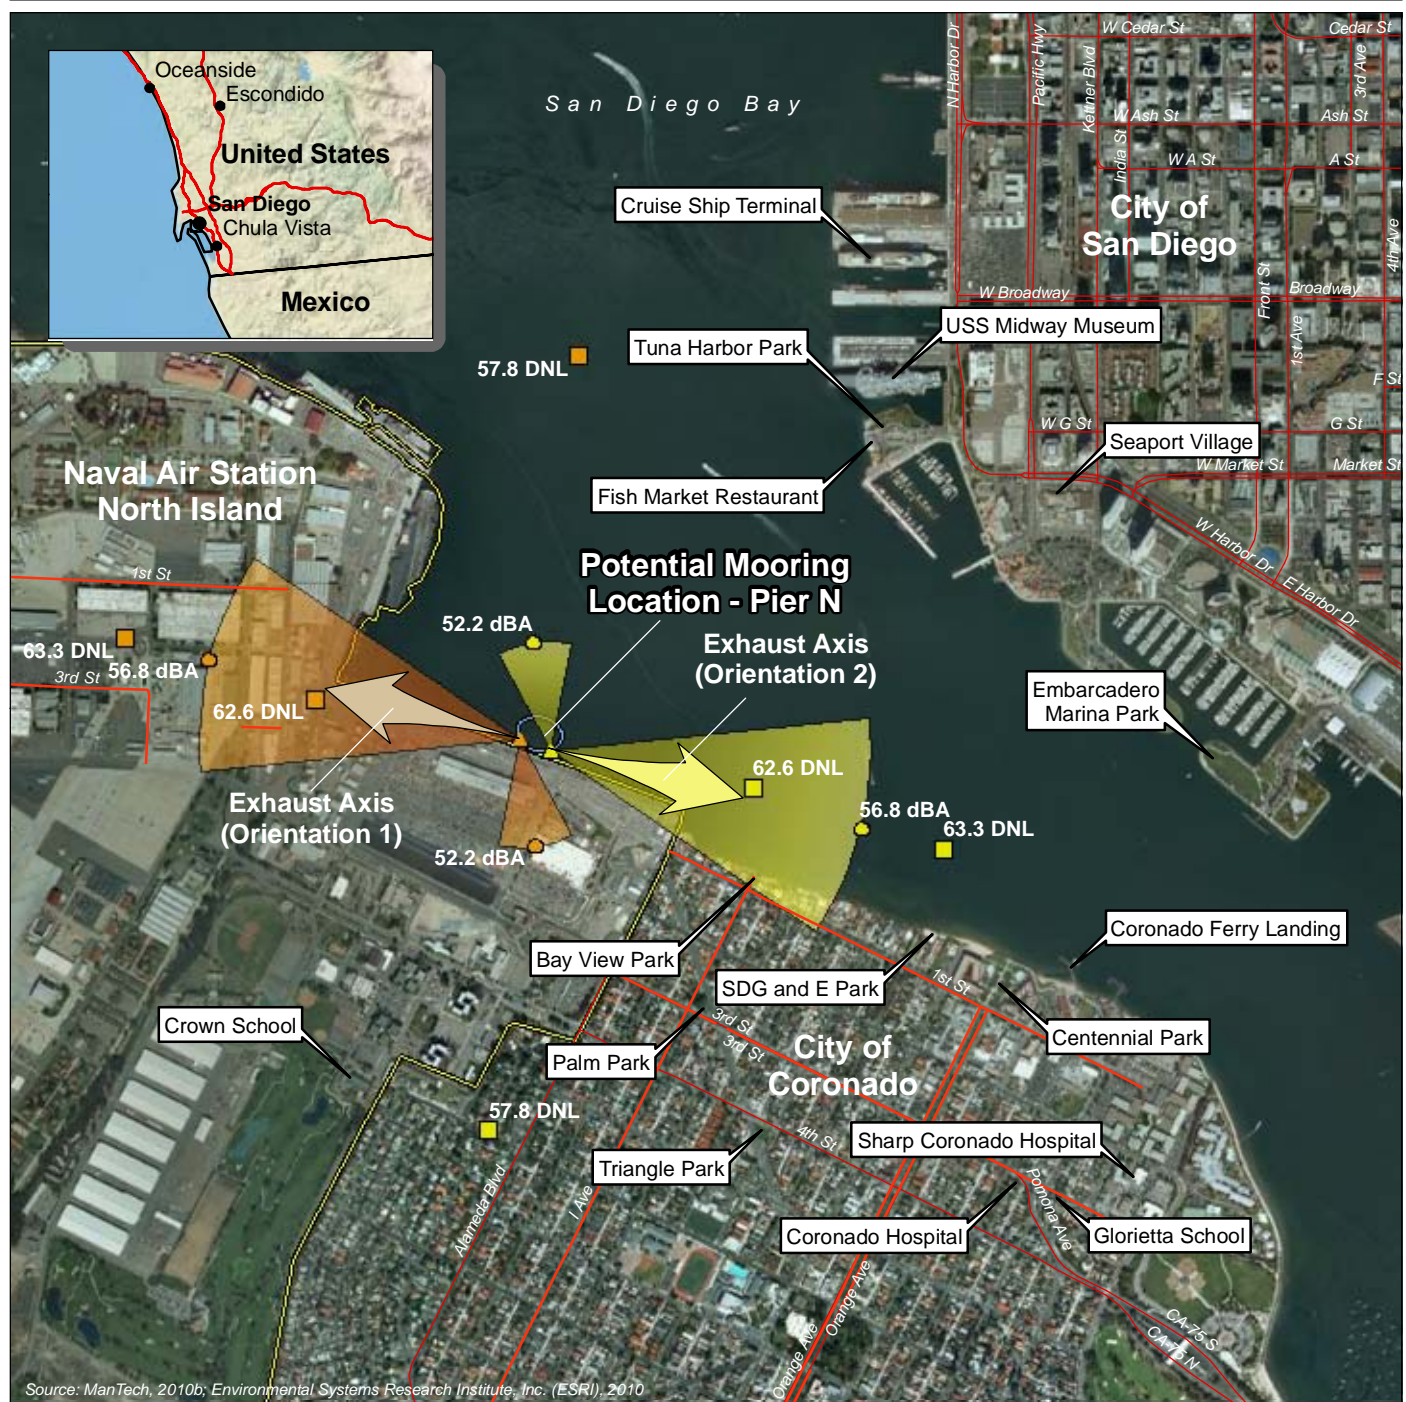 Oceanside
Escondido
United States
San Diego
Chula Vista
Mexico
San Diego Bay
N Harbor Dr
Pacific Hwy
Kettner Blvd
India St
W Cedar St
Cedar St
3rd Ave
W Ash St
Ash St
W A St
A St
City of
San Diego
4th Ave
Front St
1st Ave
W Broadway
Broadway
F St
W G St
G St
W Market St
Market St
W Harbor Dr
E Harbor Dr
Cruise Ship Terminal
USS Midway Museum
Tuna Harbor Park
Fish Market Restaurant
Seaport Village
57.8 DNL
Naval Air Station
North Island
1st St
63.3 DNL
56.8 dBA
3rd St
62.6 DNL
52.2 dBA
Potential Mooring
Location - Pier N
Exhaust Axis
(Orientation 2)
Embarcadero
Marina Park
62.6 DNL
56.8 dBA
63.3 DNL
Exhaust Axis
(Orientation 1)
52.2 dBA
Bay View Park
SDG and E Park
Coronado Ferry Landing
1st St
Crown School
Palm Park
3rd St
3rd St
City of
Coronado
Centennial Park
57.8 DNL
4th St
Triangle Park
Sharp Coronado Hospital
Alameda Blvd
I Ave
Coronado Hospital
Pomona Ave
Glorietta School
Orange Ave
Orange Ave
CA-75 S
CA-75 N
Source: ManTech, 2010b; Environmental Systems Research Institute, Inc. (ESRI), 2010